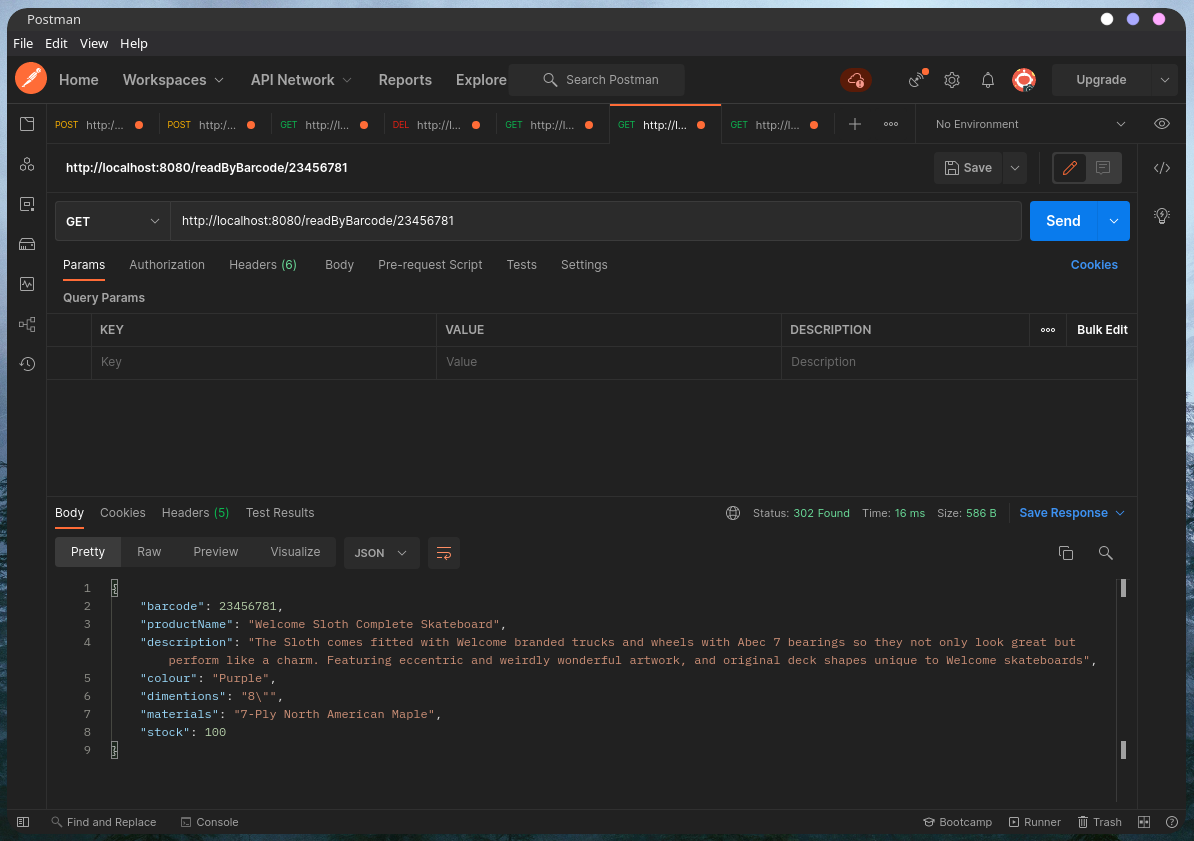 Postman
File Edit View Help
Home Workspaces API Network Reports Explore Search Postman Upgrade
POST http:/... POST http:/... GET http://l... DEL http://l... GET http://l... GET http://l... GET http://l... No Environment
http://localhost:8080/readByBarcode/23456781 Save
GET http://localhost:8080/readByBarcode/23456781 Send
Params Authorization Headers (6) Body Pre-request Script Tests Settings Cookies
Query Params
KEY VALUE DESCRIPTION Bulk Edit
Key Value Description
Body Cookies Headers (5) Test Results Status: 302 Found Time: 16 ms Size: 586 B Save Response
Pretty Raw Preview Visualize JSON
1 {
2 "barcode": 23456781,
3 "productName": "Welcome Sloth Complete Skateboard",
4 "description": "The Sloth comes fitted with Welcome branded trucks and wheels with Abec 7 bearings so they not only look great but
perform like a charm. Featuring eccentric and weirdly wonderful artwork, and original deck shapes unique to Welcome skateboards",
5 "colour": "Purple",
6 "dimentions": "8\"",
7 "materials": "7-Ply North American Maple",
8 "stock": 100
9 }
Find and Replace Console Bootcamp Runner Trash